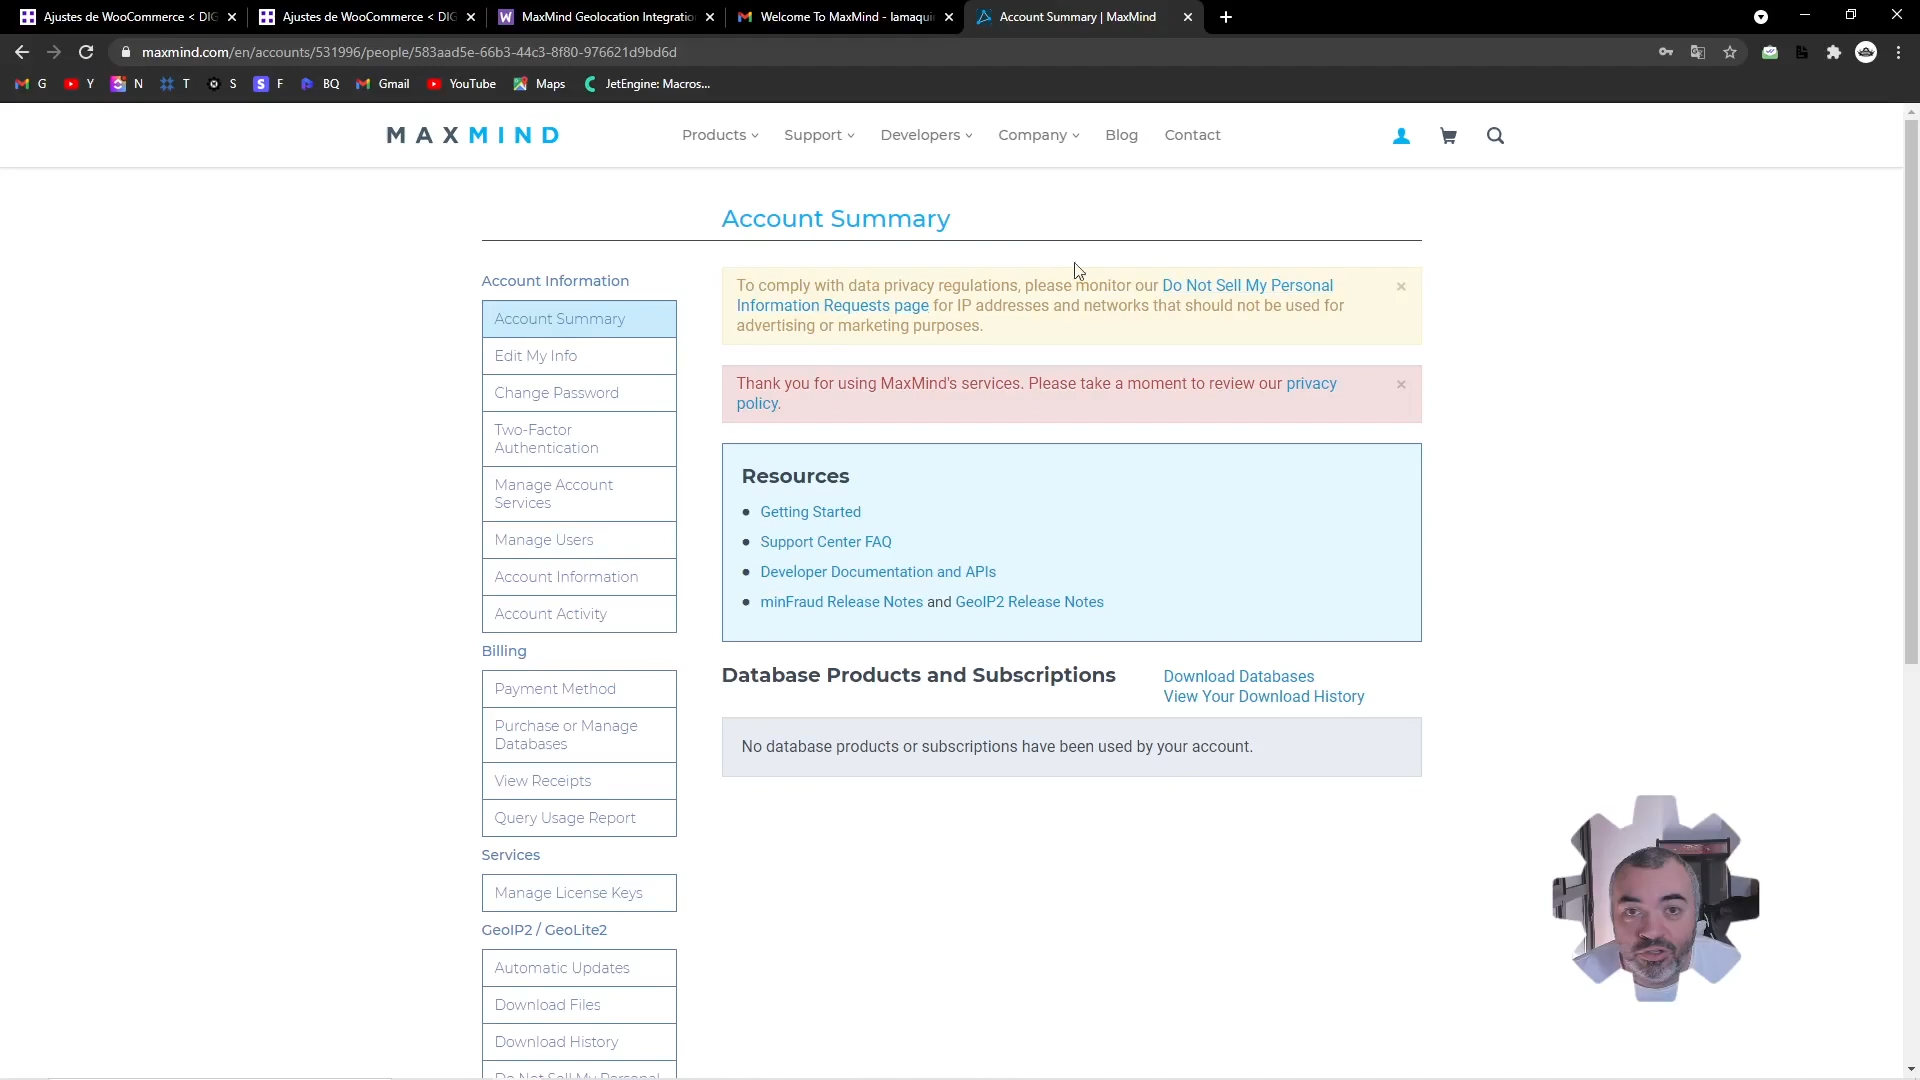 Ajustes de WooCommerce < DIG
Ajustes de WooCommerce < DIG
MaxMind Geolocation Integratio
Welcome To MaxMind - lamaqui
Account Summary | MaxMind
maxmind.com/en/accounts/531996/people/583aad5e-66b3-44c3-8f80-976621d9bd6d
G
Y
N
T
S
F
BQ
Gmail
YouTube
Maps
JetEngine: Macros...
MAXMIND
Products
Support
Developers
Company
Blog
Contact
Account Summary
Account Information
Account Summary
Edit My Info
Change Password
Two-Factor
Authentication
Manage Account
Services
Manage Users
Account Information
Account Activity
Billing
Payment Method
Purchase or Manage
Databases
View Receipts
Query Usage Report
Services
Manage License Keys
GeoIP2 / GeoLite2
Automatic Updates
Download Files
Download History
Do Not Sell My Personal
To comply with data privacy regulations, please monitor our Do Not Sell My Personal
Information Requests page for IP addresses and networks that should not be used for
advertising or marketing purposes.
Thank you for using MaxMind's services. Please take a moment to review our privacy
policy.
Resources
Getting Started
Support Center FAQ
Developer Documentation and APIs
minFraud Release Notes and GeoIP2 Release Notes
Database Products and Subscriptions
Download Databases
View Your Download History
No database products or subscriptions have been used by your account.